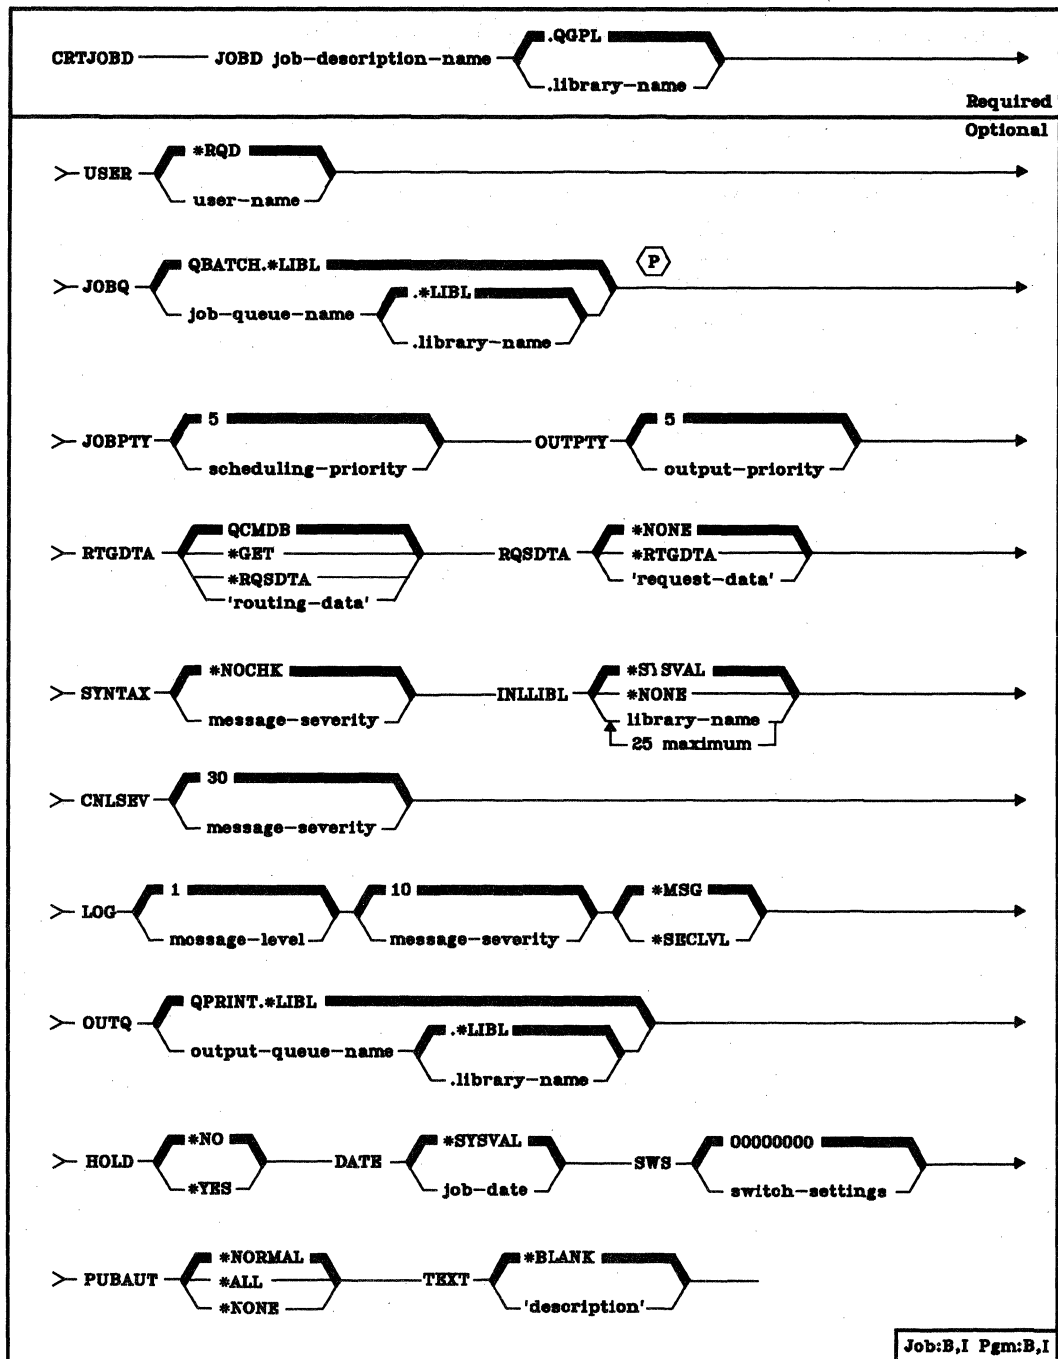 .QGPL
CRTJOBD JOBD job-description-name
.library-name
Required
Optional
*RQD
USER
user-name
QBATCH.*LIBL
P
JOBQ
job-queue-name .*LIBL
.library-name
5 5
JOBPTY OUTPTY
scheduling-priority output-priority
QCMDB *NONE
RTGDTA *GET RQSDTA *RTGDTA
*RQSDTA 'request-data'
'routing-data'
*NOCHK *SYSVAL
SYNTAX INLLIBL *NONE
message-severity library-name
25 maximum
30
CNLSEV
message-severity
1 10 *MSG
LOG
message-level message-severity *SECLVL
QPRINT.*LIBL
OUTQ
output-queue-name .*LIBL
.library-name
*NO *SYSVAL 00000000
HOLD DATE SWS
*YES job-date switch-settings
*NORMAL *BLANK
PUBAUT *ALL TEXT
*NONE 'description'
Job:B,I Pgm:B,I